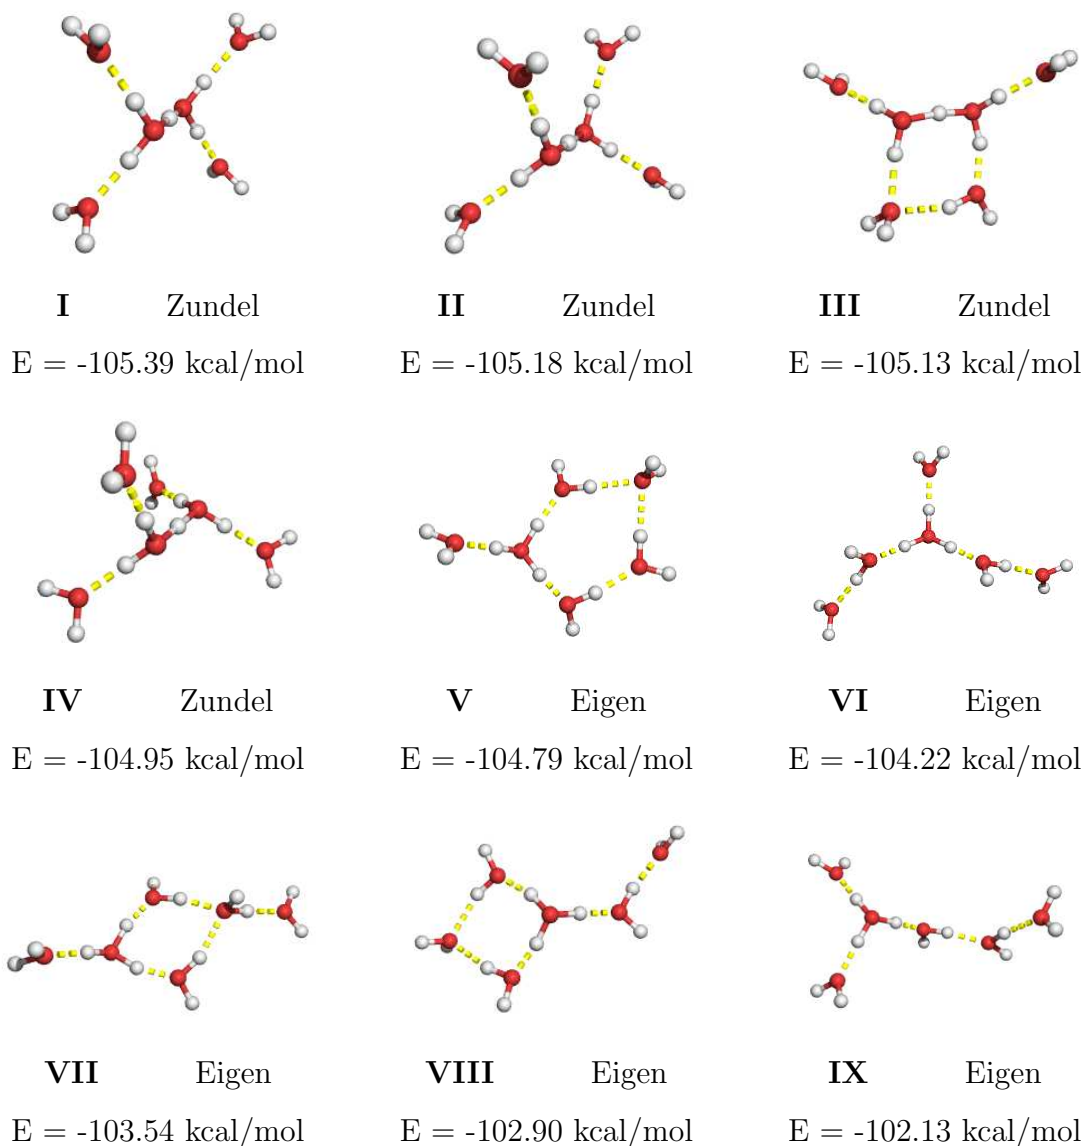 I Zundel II Zundel III Zundel
E = -105.39 kcal/mol E = -105.18 kcal/mol E = -105.13 kcal/mol
IV Zundel V Eigen VI Eigen
E = -104.95 kcal/mol E = -104.79 kcal/mol E = -104.22 kcal/mol
VII Eigen VIII Eigen IX Eigen
E = -103.54 kcal/mol E = -102.90 kcal/mol E = -102.13 kcal/mol